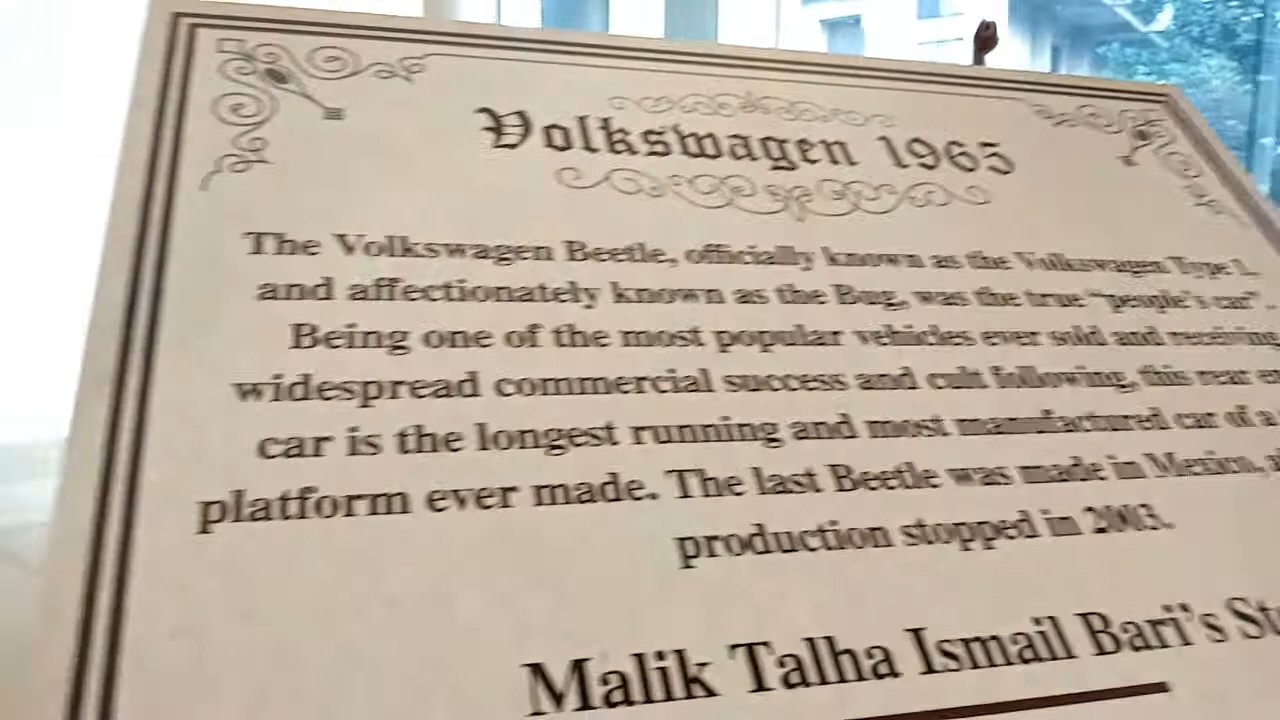 Volkswagen 1965
The Volkswagen Beetle, officially known as the Volkswagen Type 1,
and affectionately known as the Bug, was the true "people's car".
Being one of the most popular vehicles ever sold and receiving
widespread commercial success and cult following, this rear
car is the longest running and most manufactured car of a
platform ever made. The last Beetle was made in Mexico,
production stopped in 2003.
Malik Talha Ismail Bari's